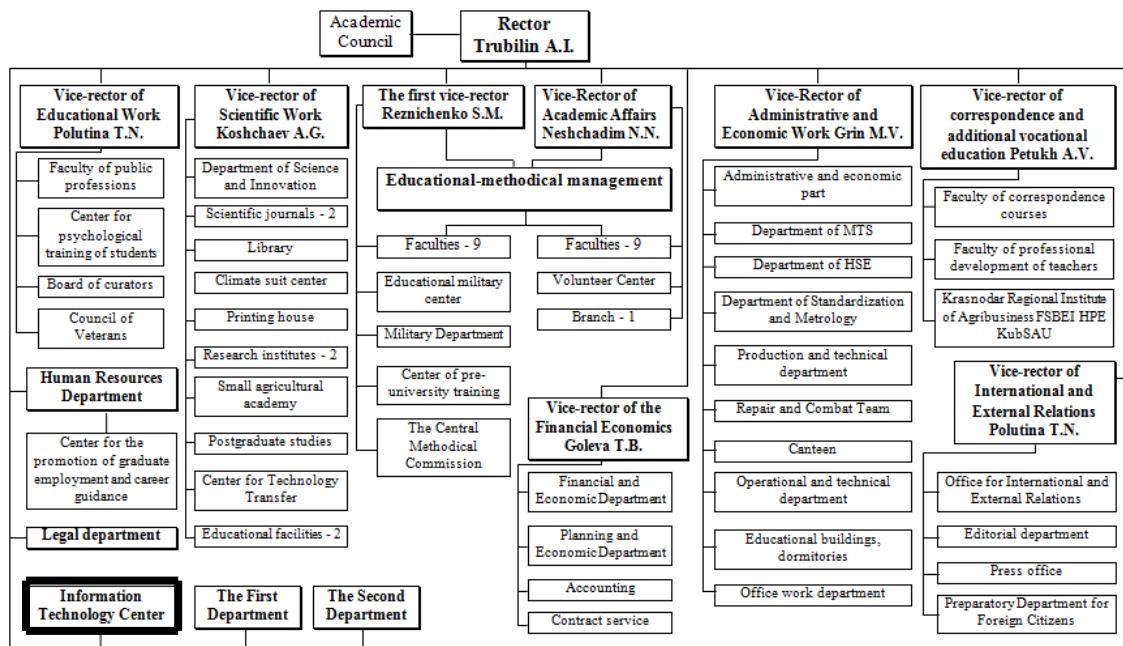 Academic
Council
Rector
Trubilin A.I.
Vice-rector of
Educational Work
Polutina T.N.
Faculty of public
professions
Center for
psychological
training of students
Board of curators
Council of
Veterans
Human Resources
Department
Center for the
promotion of graduate
employment and career
guidance
Legal department
Information
Technology Center
Vice-rector of
Scientific Work
Koshchaev A.G.
Department of Science
and Innovation
Scientific journals - 2
Library
Climate suit center
Printing house
Research institutes - 2
Small agricultural
academy
Postgraduate studies
Center for Technology
Transfer
Educational facilities - 2
The First
Department
The Second
Department
The first vice-rector
Reznichenko S.M.
Vice-Rector of
Academic Affairs
Neshchadim N.N.
Educational-methodical management
Faculties - 9
Educational military
center
Military Department
Center of pre-
university training
The Central
Methodical
Commission
Faculties - 9
Volunteer Center
Branch - 1
Vice-rector of the
Financial Economics
Goleva T.B.
Financial and
Economic Department
Planning and
Economic Department
Accounting
Contract service
Vice-Rector of
Administrative and
Economic Work Grin M.V.
Administrative and economic
part
Department of MTS
Department of HSE
Department of Standardization
and Metrology
Production and technical
department
Repair and Combat Team
Canteen
Operational and technical
department
Educational buildings,
dormitories
Office work department
Vice-rector of
correspondence and
additional vocational
education Petukh A.V.
Faculty of correspondence
courses
Faculty of professional
development of teachers
Krasnodar Regional Institute
of Agribusiness FSBEI HPE
KubSAU
Vice-rector of
International and
External Relations
Polutina T.N.
Office for International and
External Relations
Editorial department
Press office
Preparatory Department for
Foreign Citizens